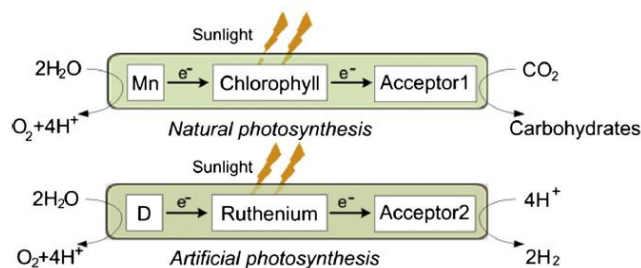 Sunlight
2H₂O CO₂
Mn e⁻ Chlorophyll e⁻ Acceptor1
O₂+4H⁺ Carbohydrates
Natural photosynthesis
Sunlight
2H₂O 4H⁺
D e⁻ Ruthenium e⁻ Acceptor2
O₂+4H⁺ 2H₂
Artificial photosynthesis